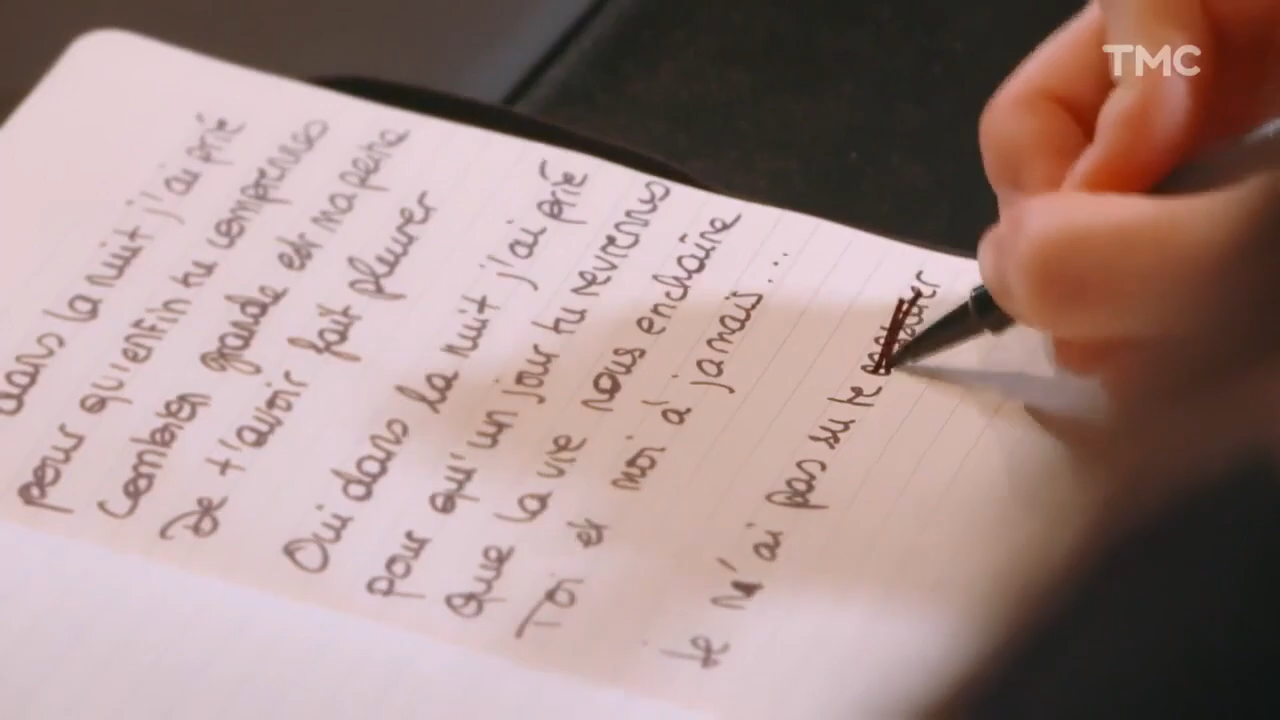 TMC
dans la nuit j'ai prié
pour qu'enfin tu comprennes
Combien grande est ma peine
De t'avoir fait pleurer
Oui dans la nuit j'ai prié
pour qu'un jour tu reviennes
Que la vie nous enchaîne
Toi et moi à jamais...
Je n'ai pas su te